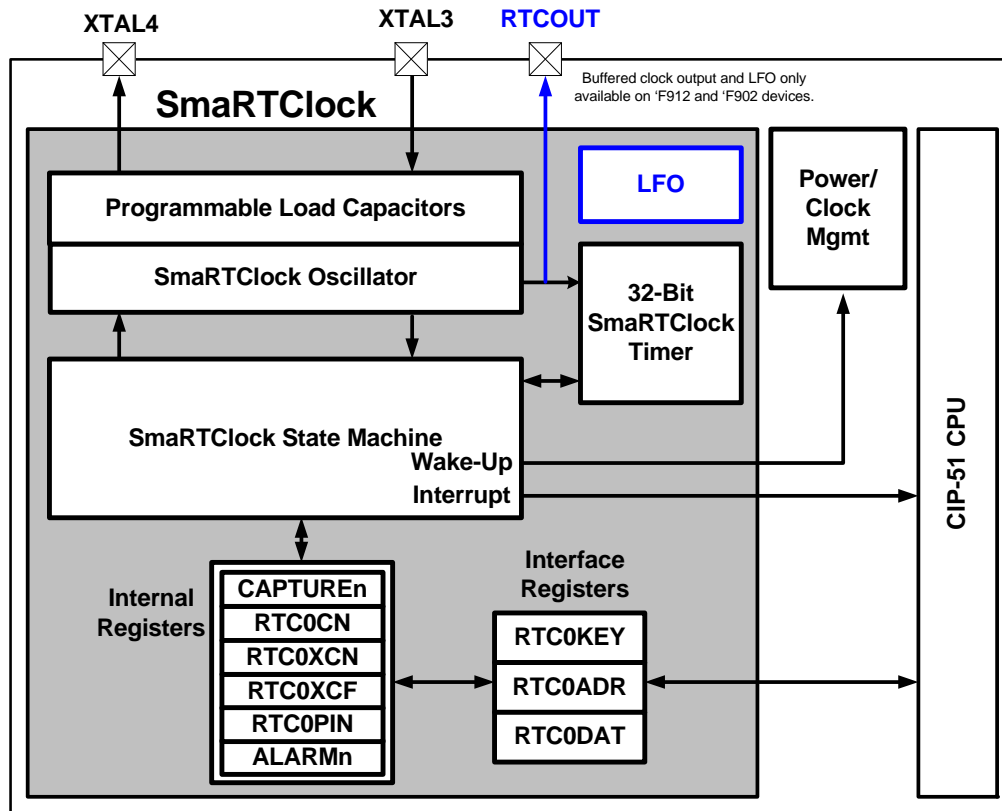 XTAL4
XTAL3
RTCOUT
Buffered clock output and LFO only
available on ‘F912 and ‘F902 devices.
SmaRTClock
Programmable Load Capacitors
SmaRTClock Oscillator
LFO
Power/
Clock
Mgmt
32-Bit
SmaRTClock
Timer
SmaRTClock State Machine
Wake-Up
Interrupt
CIP-51 CPU
Internal
Registers
CAPTUREn
RTC0CN
RTC0XCN
RTC0XCF
RTC0PIN
ALARMn
Interface
Registers
RTC0KEY
RTC0ADR
RTC0DAT